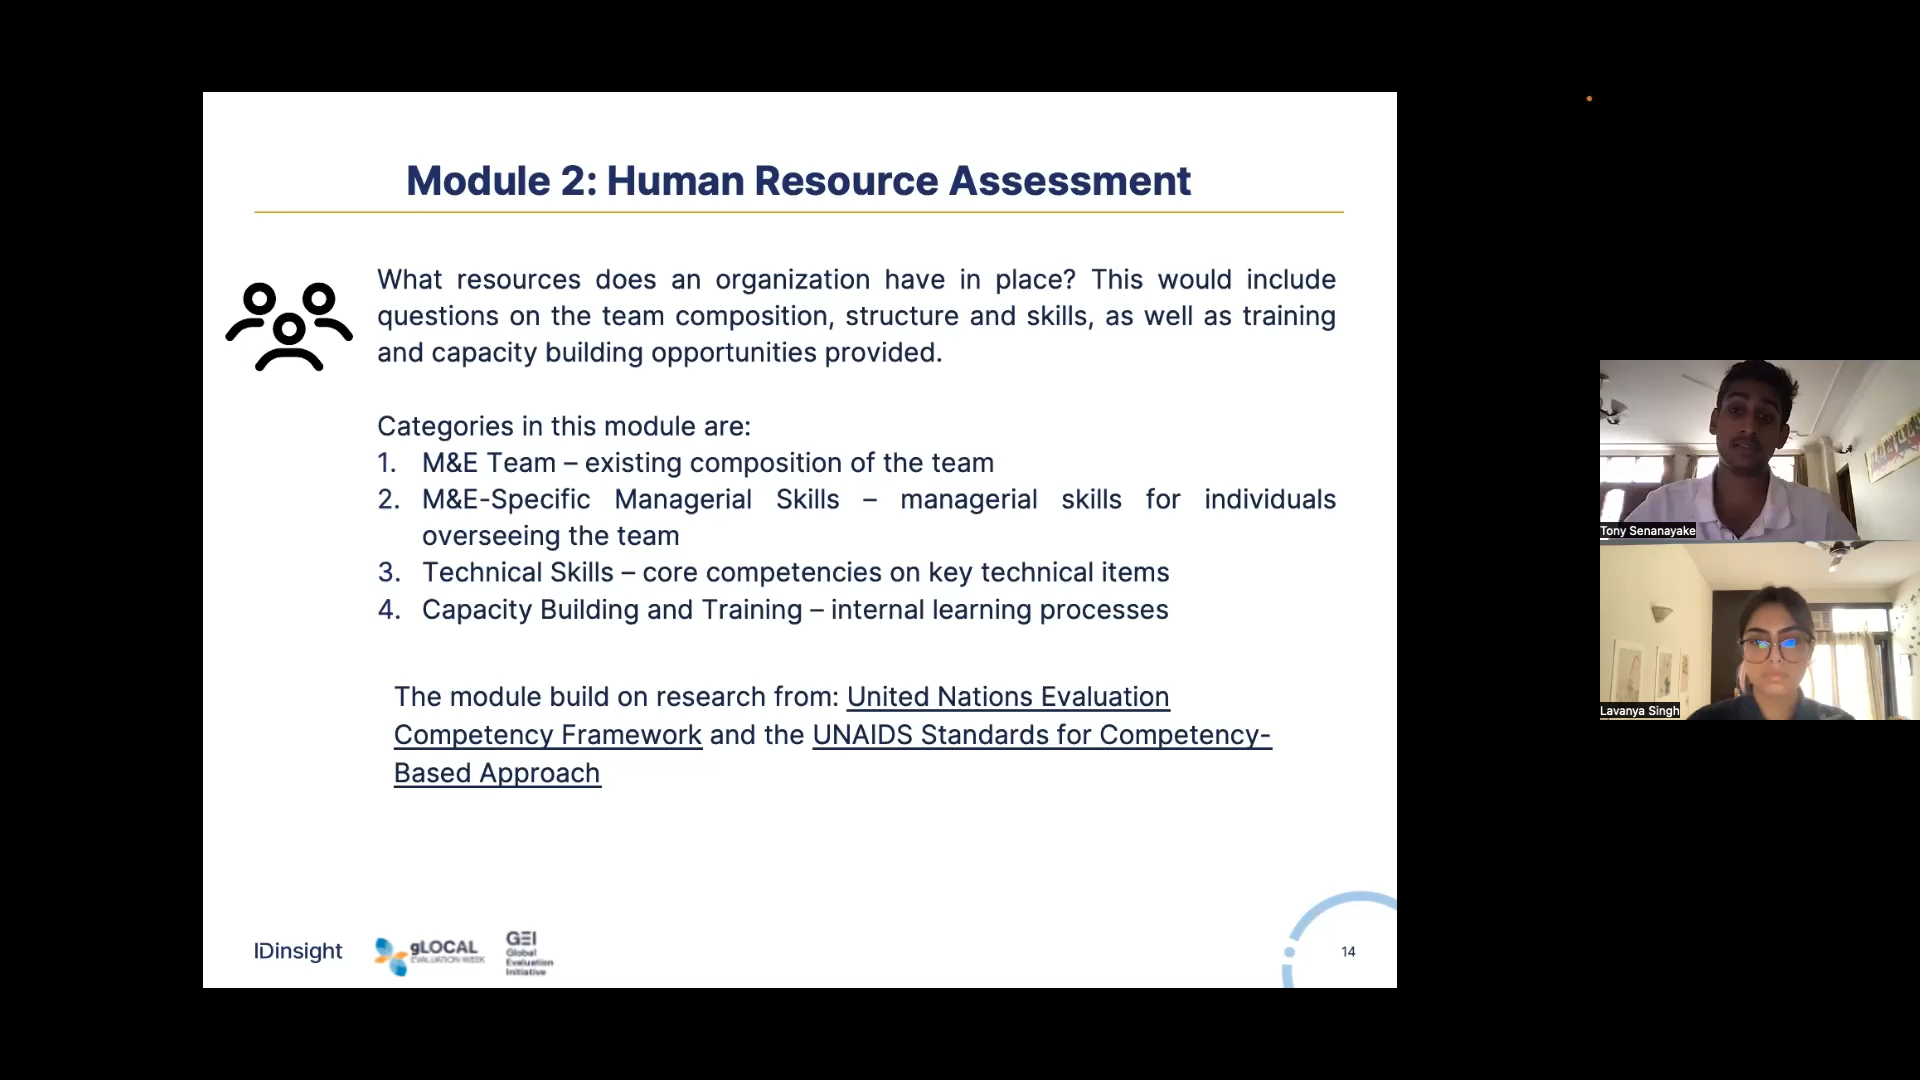 Module 2: Human Resource Assessment
What resources does an organization have in place? This would include
questions on the team composition, structure and skills, as well as training
and capacity building opportunities provided.
Categories in this module are:
1. M&E Team – existing composition of the team
2. M&E-Specific Managerial Skills – managerial skills for individuals
overseeing the team
3. Technical Skills – core competencies on key technical items
4. Capacity Building and Training – internal learning processes
The module build on research from: United Nations Evaluation
Competency Framework and the UNAIDS Standards for Competency-
Based Approach
IDinsight
gLOCAL
EVALUATION WEEK
GEI
Global
Evaluation
Initiative
14
Tony Senanayake
Lavanya Singh